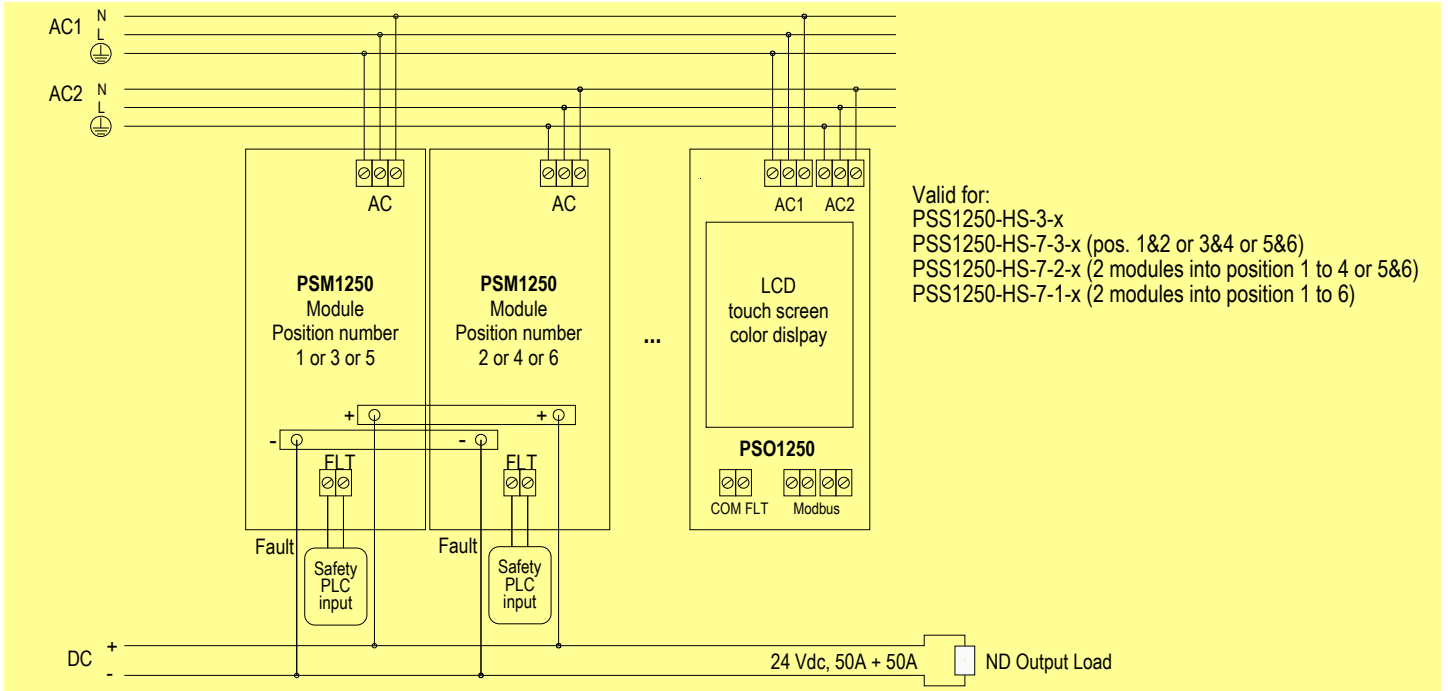 AC1
N
L
AC2
N
L
AC
AC
AC1 AC2
PSM1250
Module
Position number
1 or 3 or 5
PSM1250
Module
Position number
2 or 4 or 6
...
LCD
touch screen
color dislpay
Valid for:
PSS1250-HS-3-x
PSS1250-HS-7-3-x (pos. 1&2 or 3&4 or 5&6)
PSS1250-HS-7-2-x (2 modules into position 1 to 4 or 5&6)
PSS1250-HS-7-1-x (2 modules into position 1 to 6)
+ +
- -
FLT
FLT
PSO1250
COM FLT Modbus
Fault
Safety
PLC
input
Fault
Safety
PLC
input
DC
+
-
24 Vdc, 50A + 50A
ND Output Load